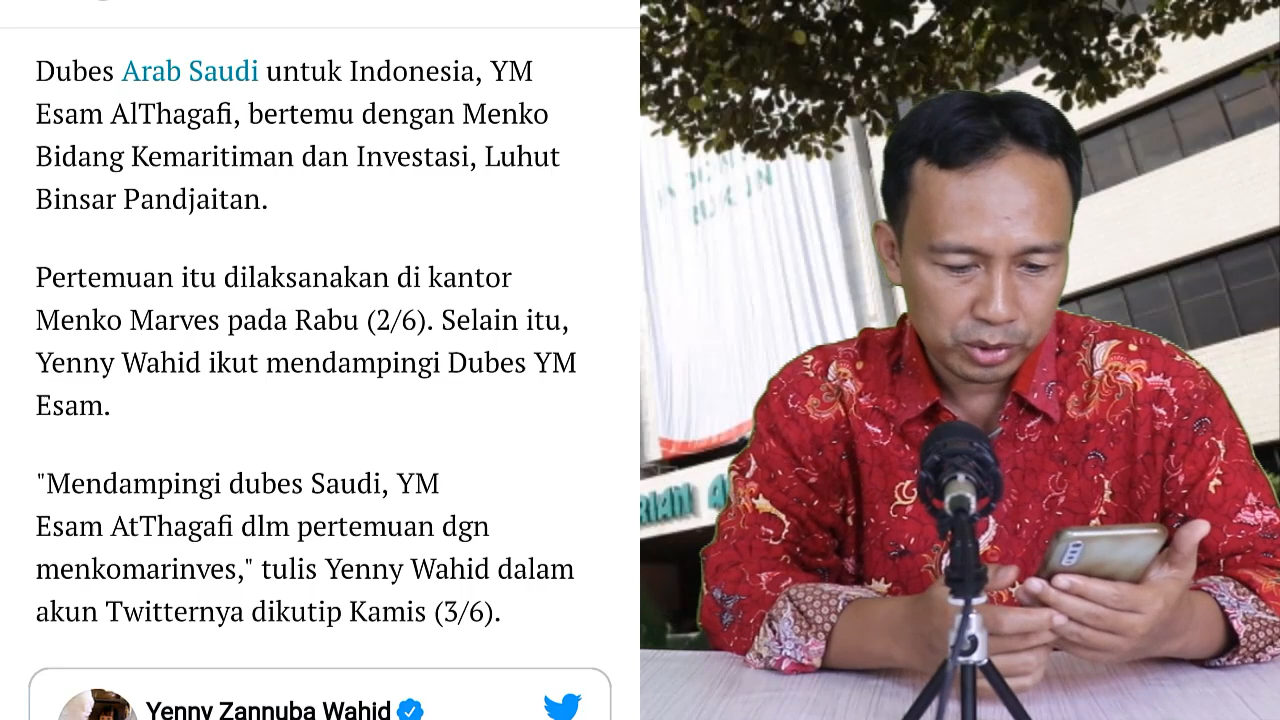 Dubes Arab Saudi untuk Indonesia, YM
Esam AlThagafi, bertemu dengan Menko
Bidang Kemaritiman dan Investasi, Luhut
Binsar Pandjaitan.
Pertemuan itu dilaksanakan di kantor
Menko Marves pada Rabu (2/6). Selain itu,
Yenny Wahid ikut mendampingi Dubes YM
Esam.
"Mendampingi dubes Saudi, YM
Esam AtThagafi dlm pertemuan dgn
menkomarinves," tulis Yenny Wahid dalam
akun Twitternya dikutip Kamis (3/6).
Yenny Zannuba Wahid